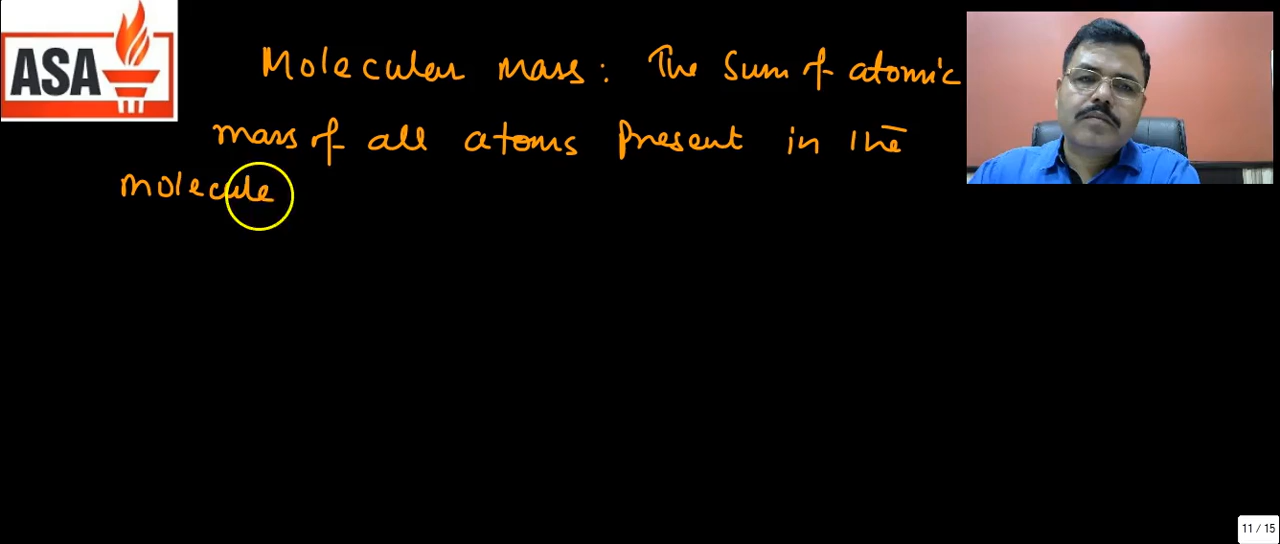 ASA
Molecular mass: The Sum of atomic
mass of all atoms Present in the
molecule
11 / 15